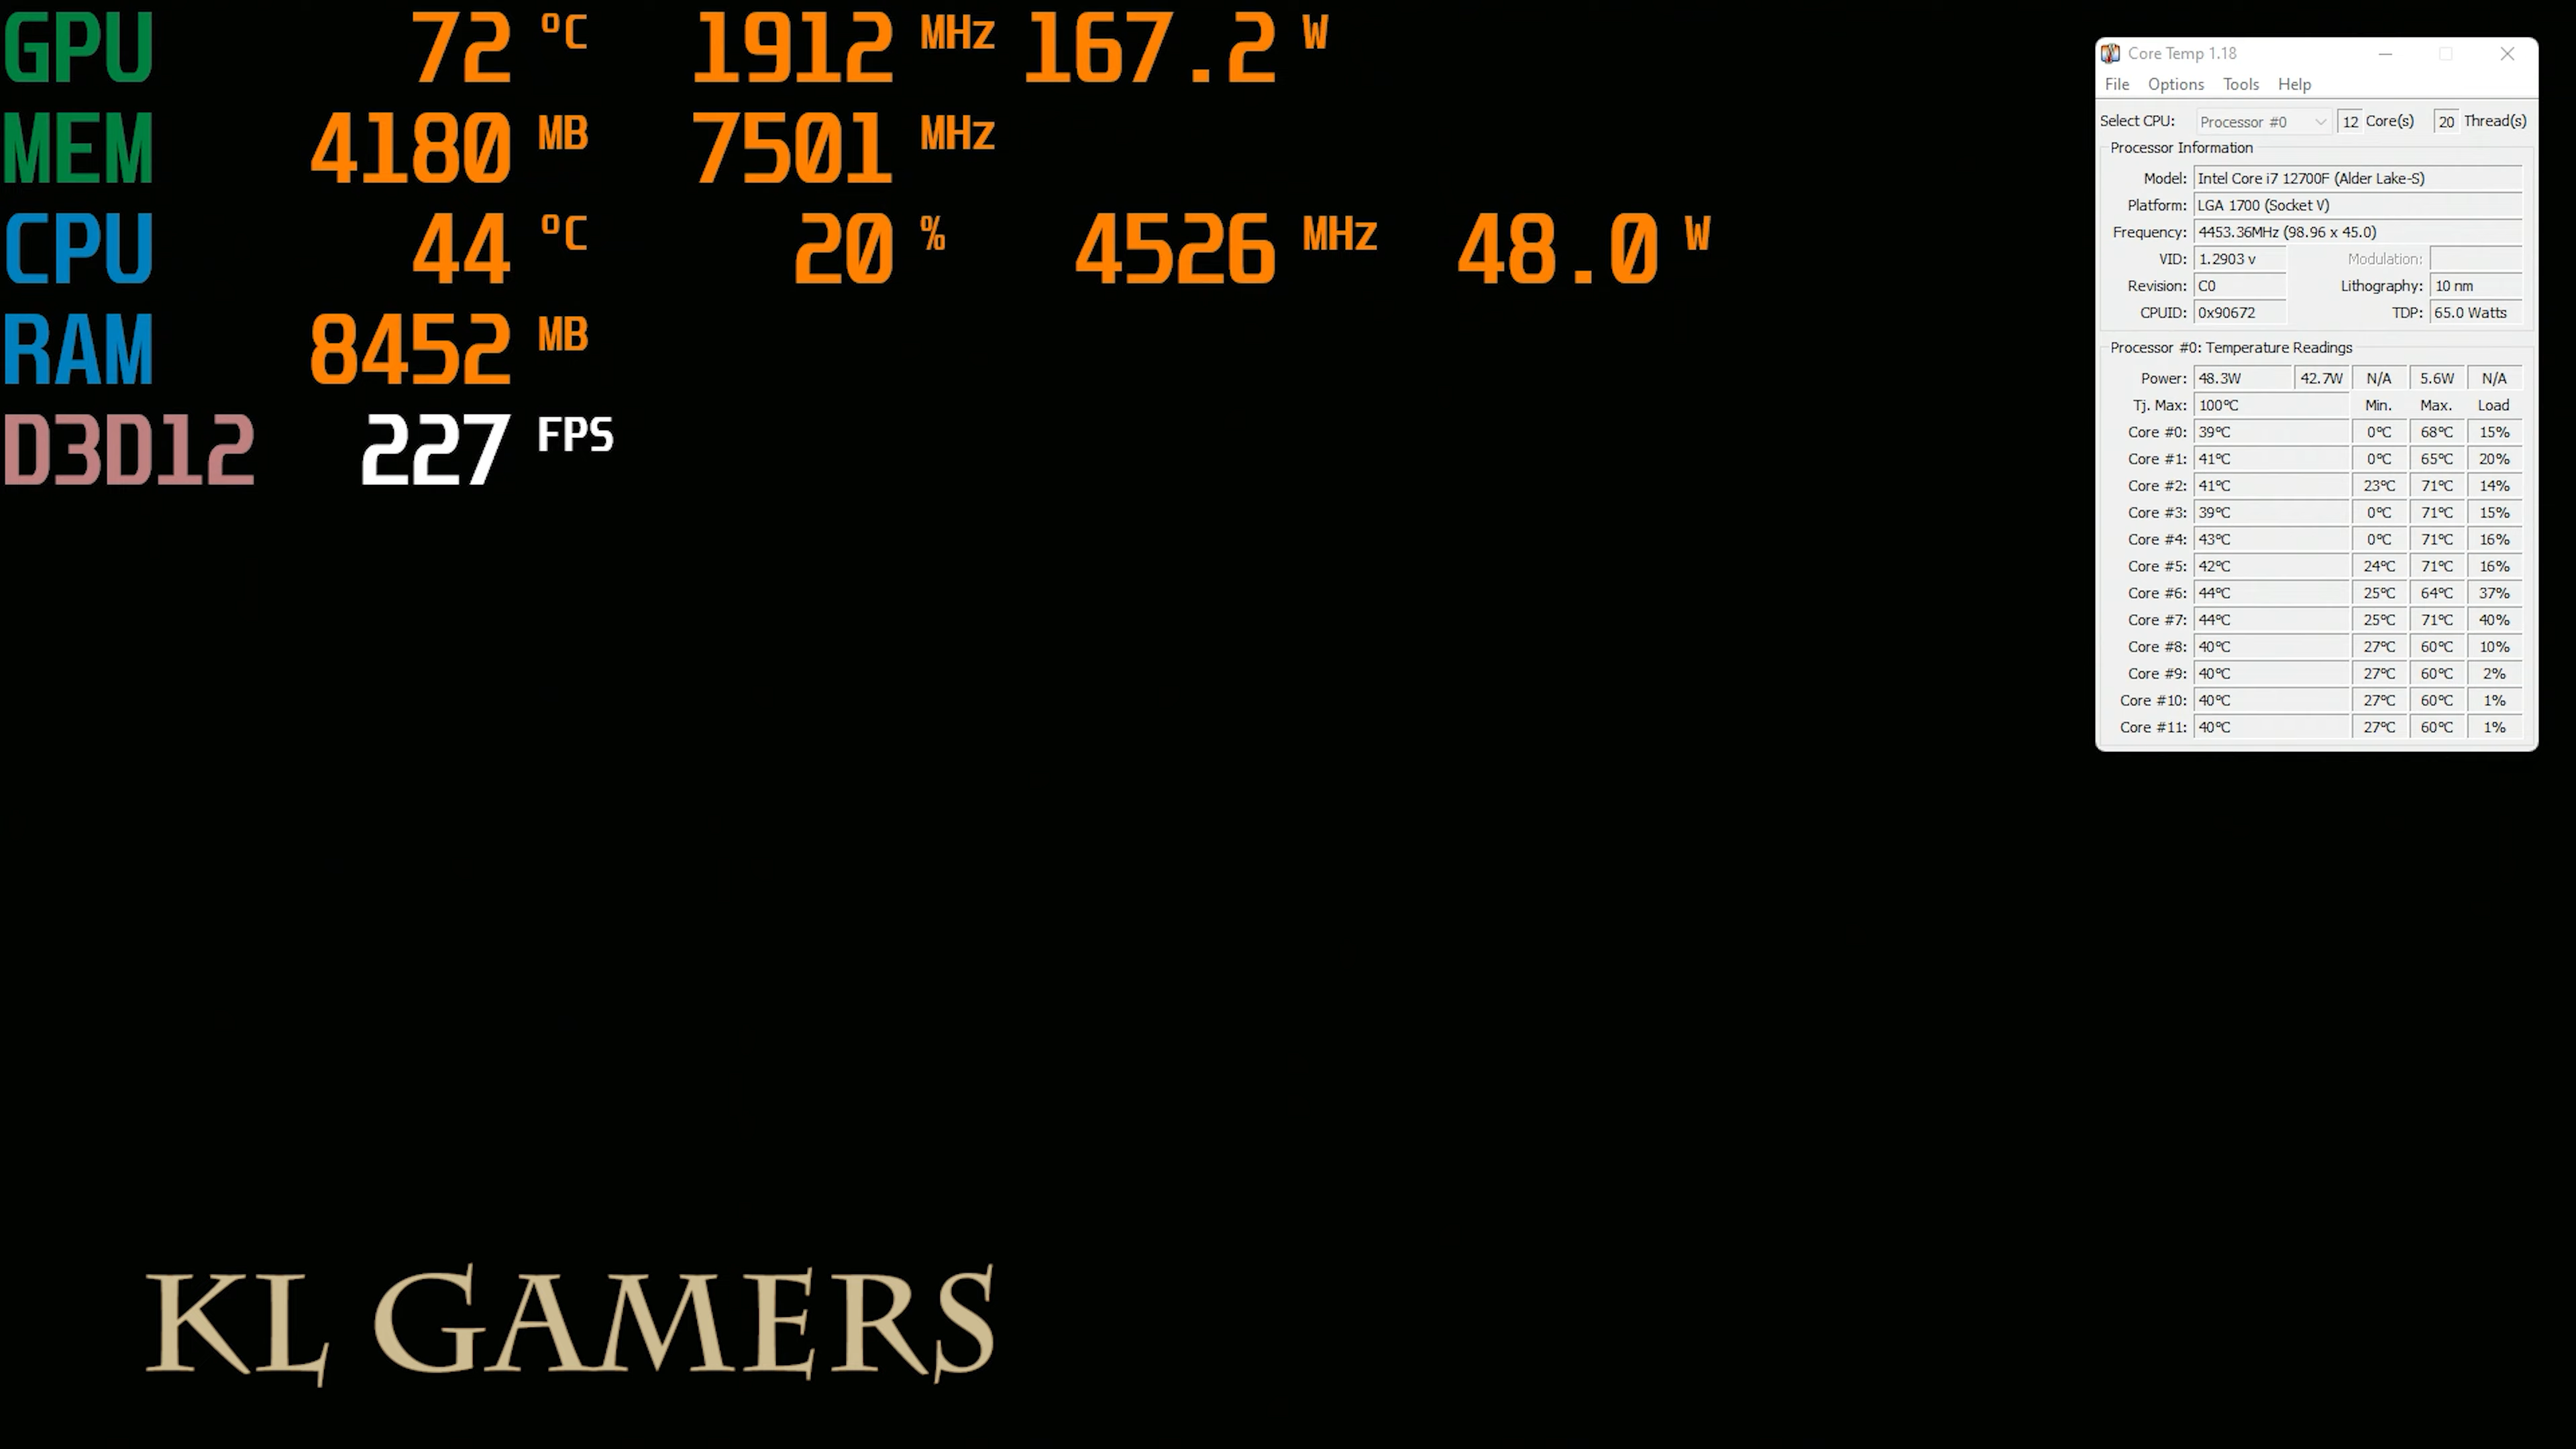 GPU 72 °C 1912 MHz 167.2 W
MEM 4180 MB 7501 MHz
CPU 44 °C 20 % 4526 MHz 48.0 W
RAM 8452 MB
D3D12 227 FPS
Core Temp 1.18
File Options Tools Help
Select CPU: Processor #0 12 Core(s) 20 Thread(s)
Processor Information
Model: Intel Core i7 12700F (Alder Lake-S)
Platform: LGA 1700 (Socket V)
Frequency: 4453.36MHz (98.96 x 45.0)
VID: 1.2903 v Modulation:
Revision: C0 Lithography: 10 nm
CPUID: 0x90672 TDP: 65.0 Watts
Processor #0: Temperature Readings
Power: 48.3W 42.7W N/A 5.6W N/A
Tj. Max: 100°C Min. Max. Load
Core #0: 39°C 0°C 68°C 15%
Core #1: 41°C 0°C 65°C 20%
Core #2: 41°C 23°C 71°C 14%
Core #3: 39°C 0°C 71°C 15%
Core #4: 43°C 0°C 71°C 16%
Core #5: 42°C 24°C 71°C 16%
Core #6: 44°C 25°C 64°C 37%
Core #7: 44°C 25°C 71°C 40%
Core #8: 40°C 27°C 60°C 10%
Core #9: 40°C 27°C 60°C 2%
Core #10: 40°C 27°C 60°C 1%
Core #11: 40°C 27°C 60°C 1%
KL GAMERS